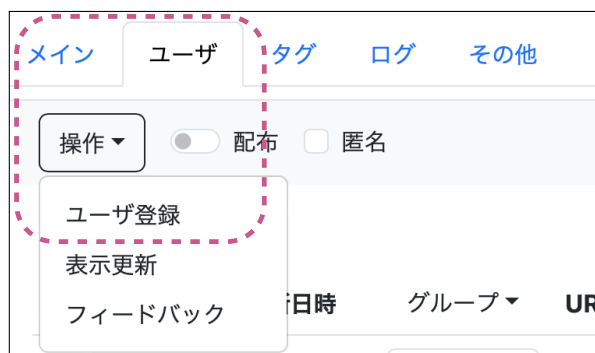 メイン ユーザ タグ ログ その他
操作 配布 匿名
ユーザ登録
表示更新
フィードバック
日時 グループ UR